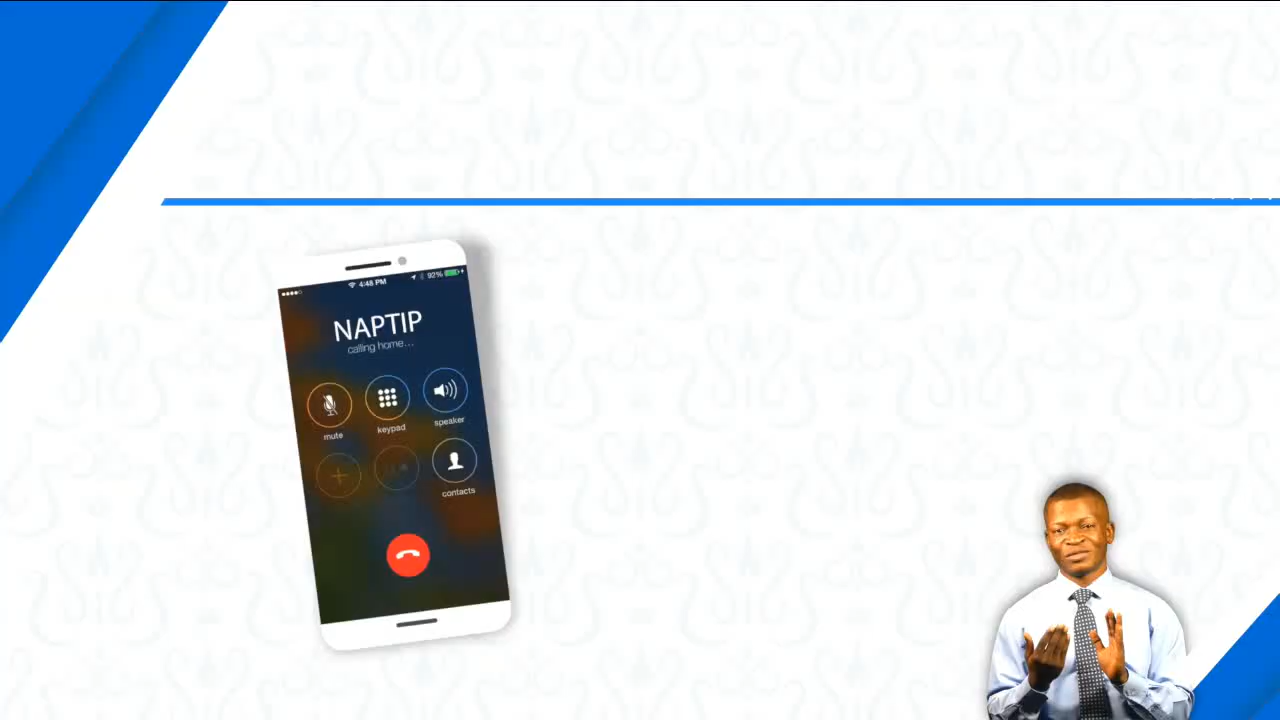 4:48 PM 92%
NAPTIP
calling home...
mute keypad speaker
contacts